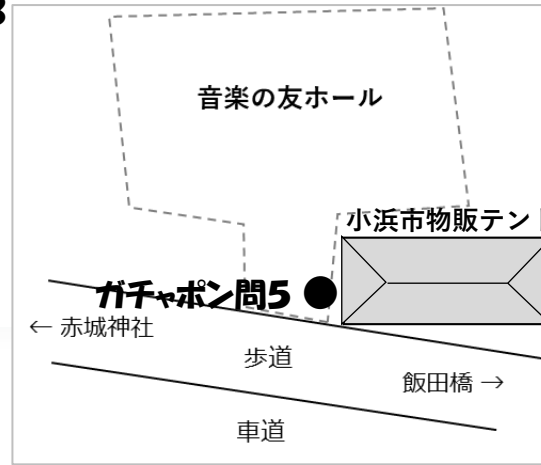 音楽の友ホール
小浜市物販テン
ガチャポン問5
← 赤城神社
歩道
飯田橋 →
車道